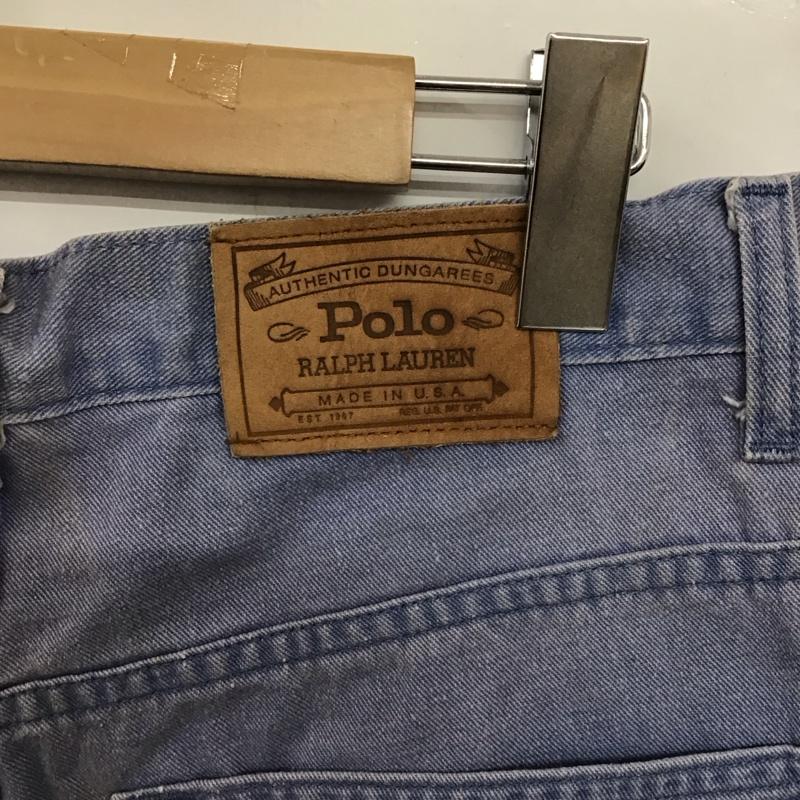 AUTHENTIC DUNGAREES
Polo
RALPH LAUREN
MADE IN U.S.A.
EST. 1967 REG. U.S. PAT. OFF.